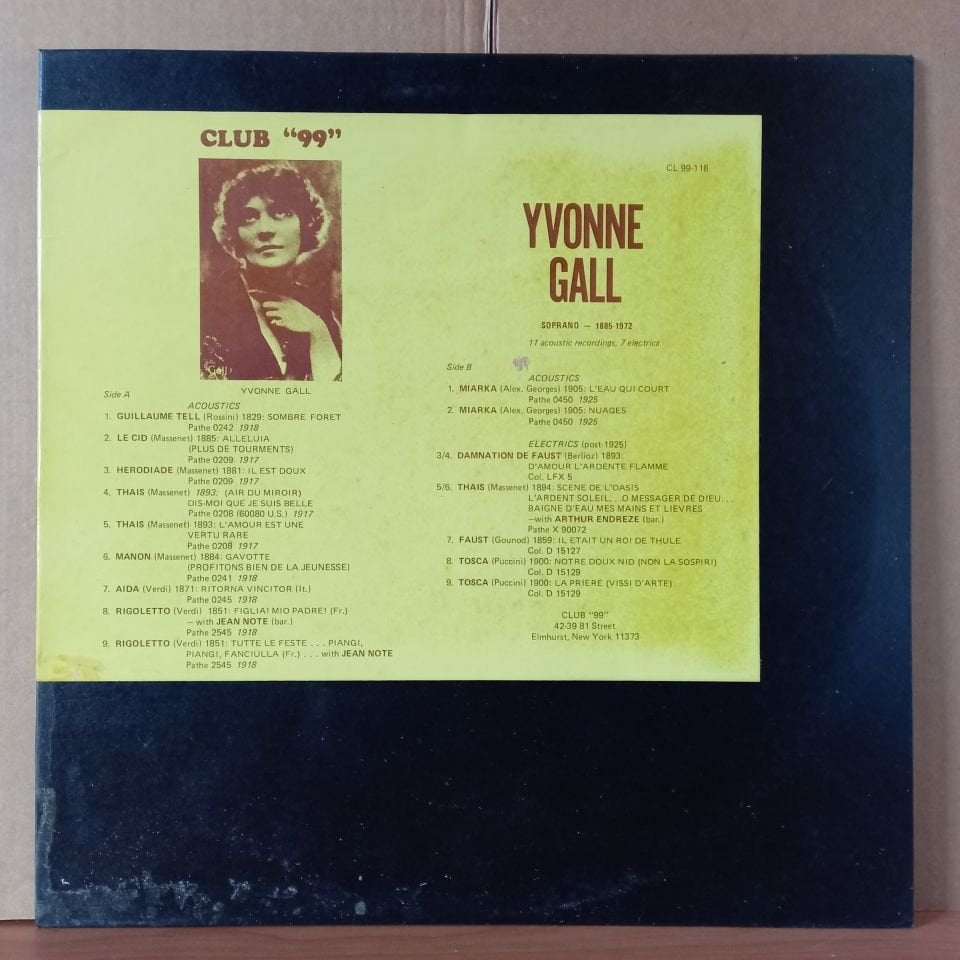 CLUB “99”
Gall
YVONNE GALL
Side A
ACOUSTICS
1. GUILLAUME TELL (Rossini) 1829: SOMBRE FORET
Pathe 0242 1918
2. LE CID (Massenet) 1885: ALLELUIA
(PLUS DE TOURMENTS)
Pathe 0209 1917
3. HERODIADE (Massenet) 1881: IL EST DOUX
Pathe 0209 1917
4. THAIS (Massenet) 1893: (AIR DU MIROIR)
DIS-MOI QUE JE SUIS BELLE
Pathe 0208 (60080 U.S.) 1917
5. THAIS (Massenet) 1893: L'AMOUR EST UNE
VERTU RARE
Pathe 0208 1917
6. MANON (Massenet) 1884: GAVOTTE
(PROFITONS BIEN DE LA JEUNESSE)
Pathe 0241 1918
7. AIDA (Verdi) 1871: RITORNA VINCITOR (It.)
Pathe 0245 1918
8. RIGOLETTO (Verdi) 1851: FIGLIA! MIO PADRE! (Fr.)
– with JEAN NOTE (bar.)
Pathe 2545 1918
9. RIGOLETTO (Verdi) 1851: TUTTE LE FESTE . . . PIANGI,
PIANGI, FANCIULLA (Fr.) . . . with JEAN NOTE
Pathe 2545 1918
CL 99-118
YVONNE
GALL
SOPRANO – 1885-1972
11 acoustic recordings, 7 electrics
Side B
ACOUSTICS
1. MIARKA (Alex. Georges) 1905: L'EAU QUI COURT
Pathe 0450 1925
2. MIARKA (Alex. Georges) 1905: NUAGES
Pathe 0450 1925
ELECTRICS (post-1925)
3/4. DAMNATION DE FAUST (Berlioz) 1893:
D'AMOUR L'ARDENTE FLAMME
Col. LFX 5
5/6. THAIS (Massenet) 1894: SCENE DE L'OASIS
L'ARDENT SOLEIL. . .O MESSAGER DE DIEU. . .
BAIGNE D'EAU MES MAINS ET LIEVRES
–with ARTHUR ENDREZE (bar.)
Pathe X 90072
7. FAUST (Gounod) 1859: IL ETAIT UN ROI DE THULE
Col. D 15127
8. TOSCA (Puccini) 1900: NOTRE DOUX NID (NON LA SOSPIRI)
Col. D 15129
9. TOSCA (Puccini) 1900: LA PRIERE (VISSI D'ARTE)
Col. D 15129
CLUB “99”
42-39 81 Street
Elmhurst, New York 11373